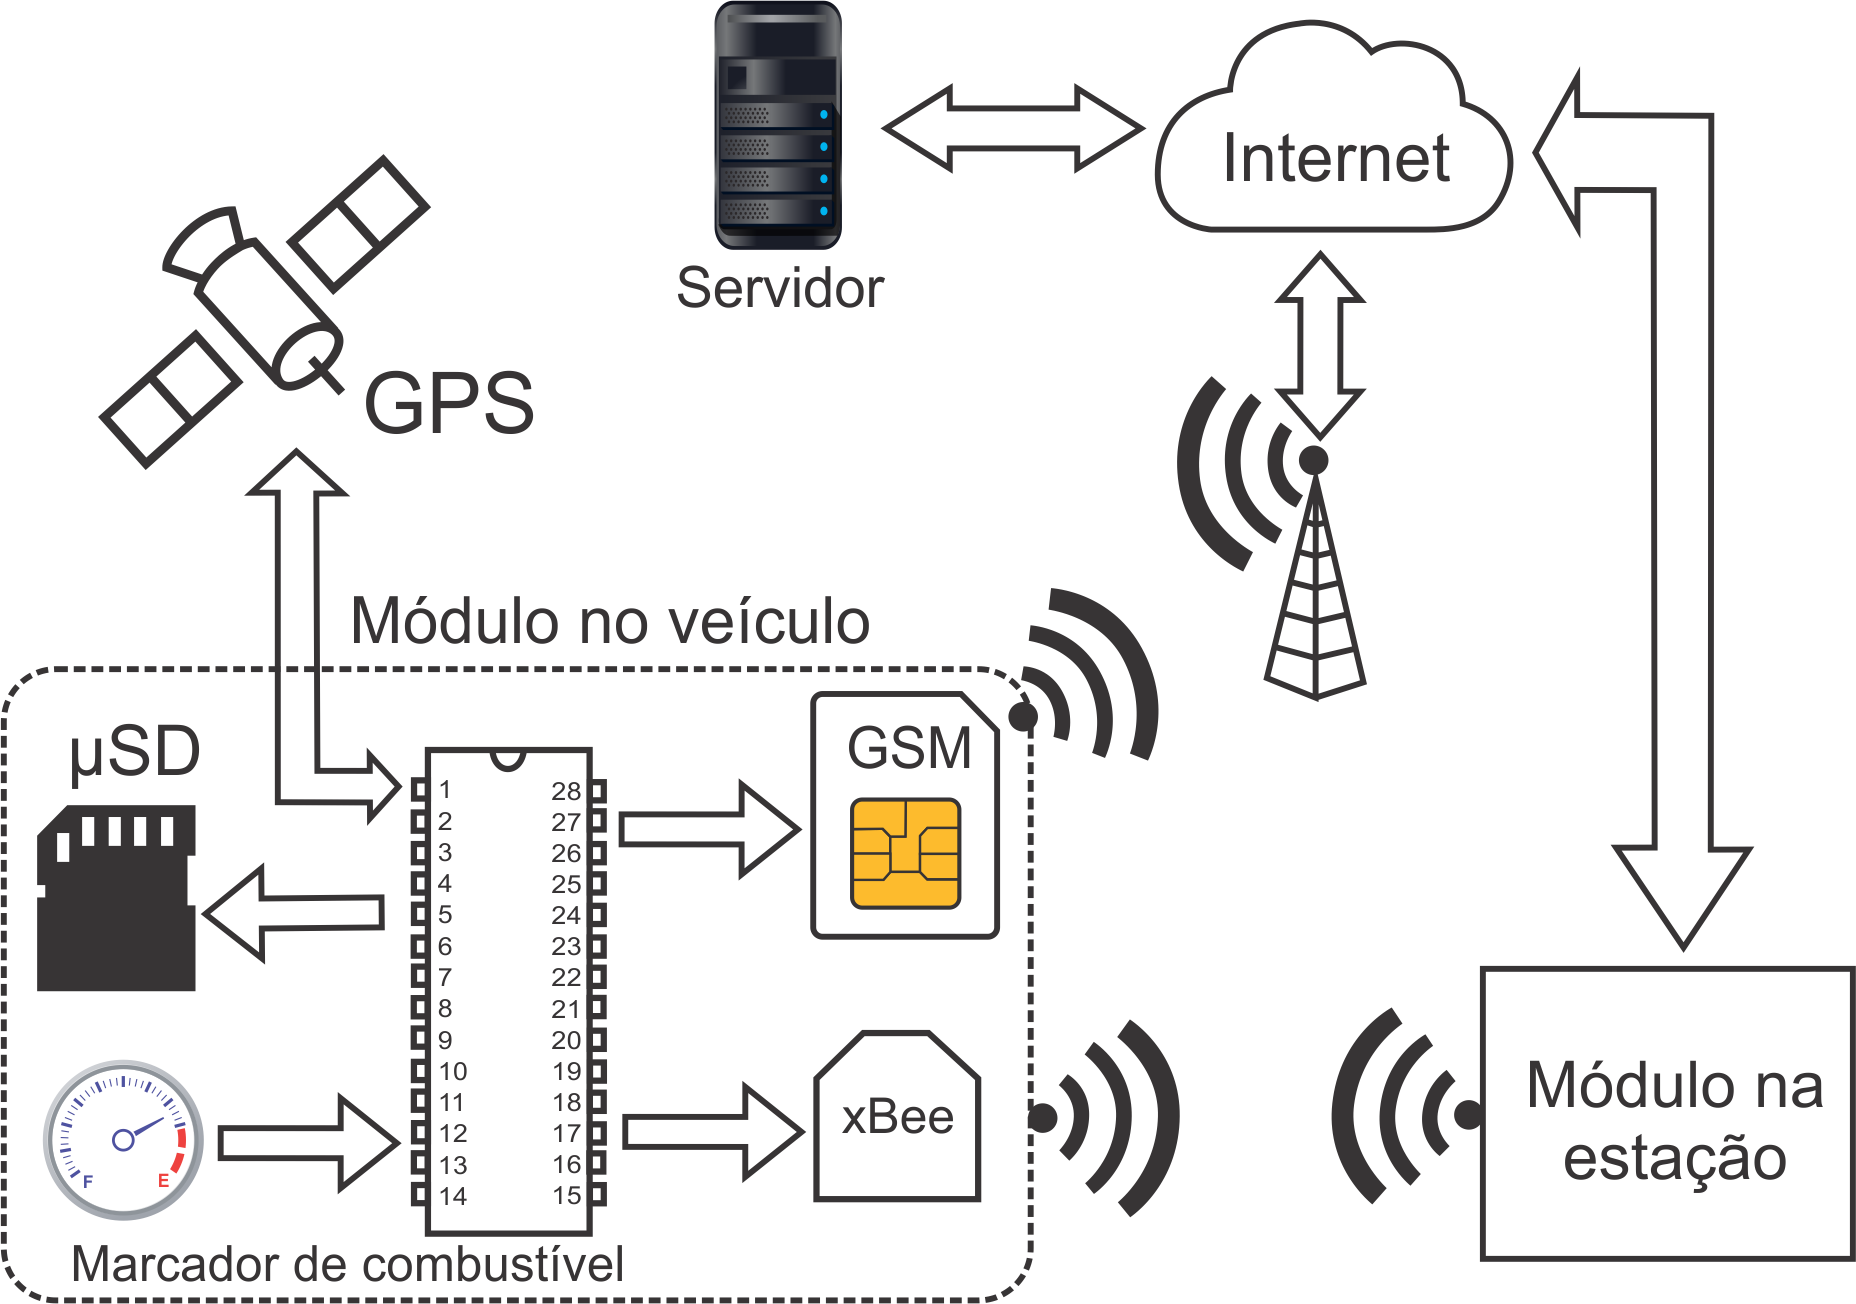 Internet
Servidor
GPS
Módulo no veículo
µSD
GSM
1
2
3
4
5
6
7
8
9
10
11
12
13
14
28
27
26
25
24
23
22
21
20
19
18
17
16
15
xBee
F
E
Marcador de combustível
Módulo na
estação